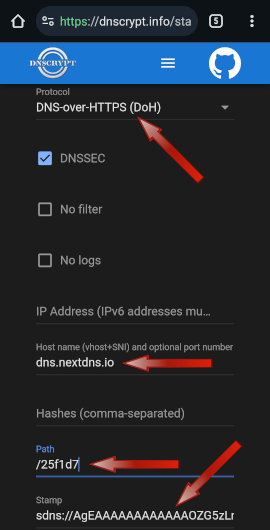 https://dnscrypt.info/sta
5
DNSCRYPT
Protocol
DNS-over-HTTPS (DoH)
DNSSEC
No filter
No logs
IP Address (IPv6 addresses mu...
Host name (vhost+SNI) and optional port number
dns.nextdns.io
Hashes (comma-separated)
Path
/25f1d7
Stamp
sdns://AgEAAAAAAAAAAAAOZG5zLr